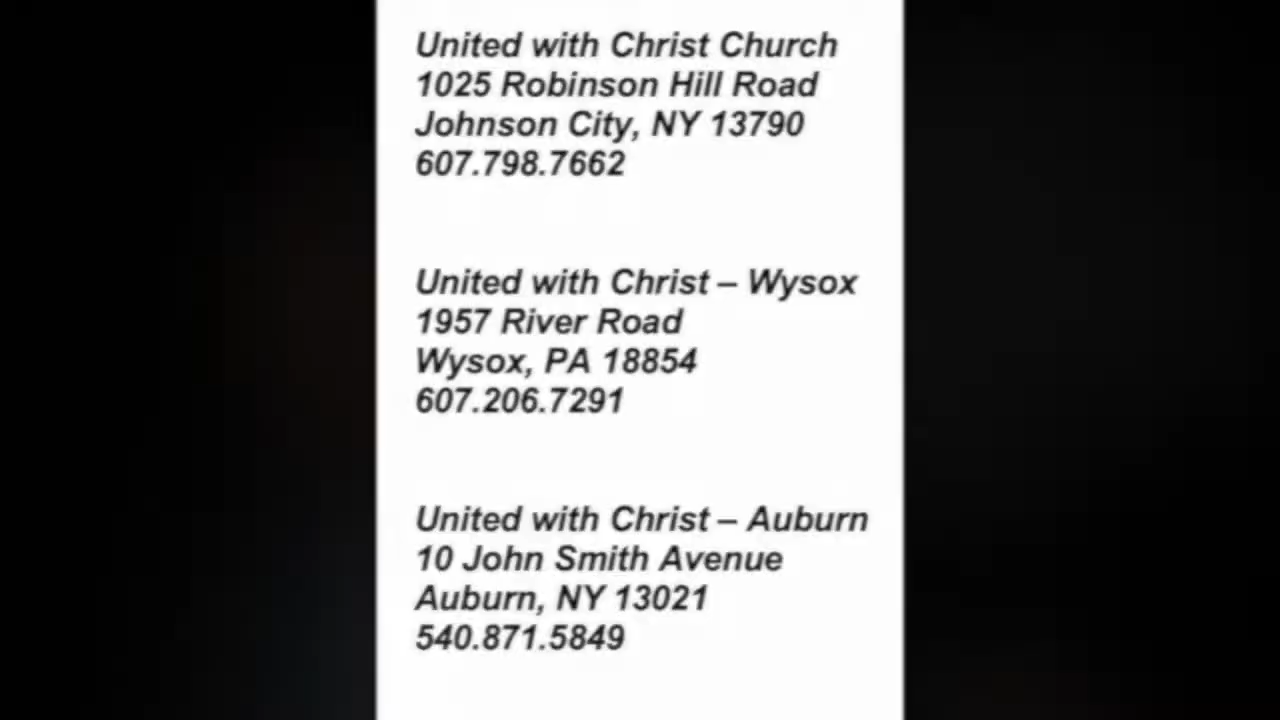 United with Christ Church
1025 Robinson Hill Road
Johnson City, NY 13790
607.798.7662
United with Christ – Wysox
1957 River Road
Wysox, PA 18854
607.206.7291
United with Christ – Auburn
10 John Smith Avenue
Auburn, NY 13021
540.871.5849